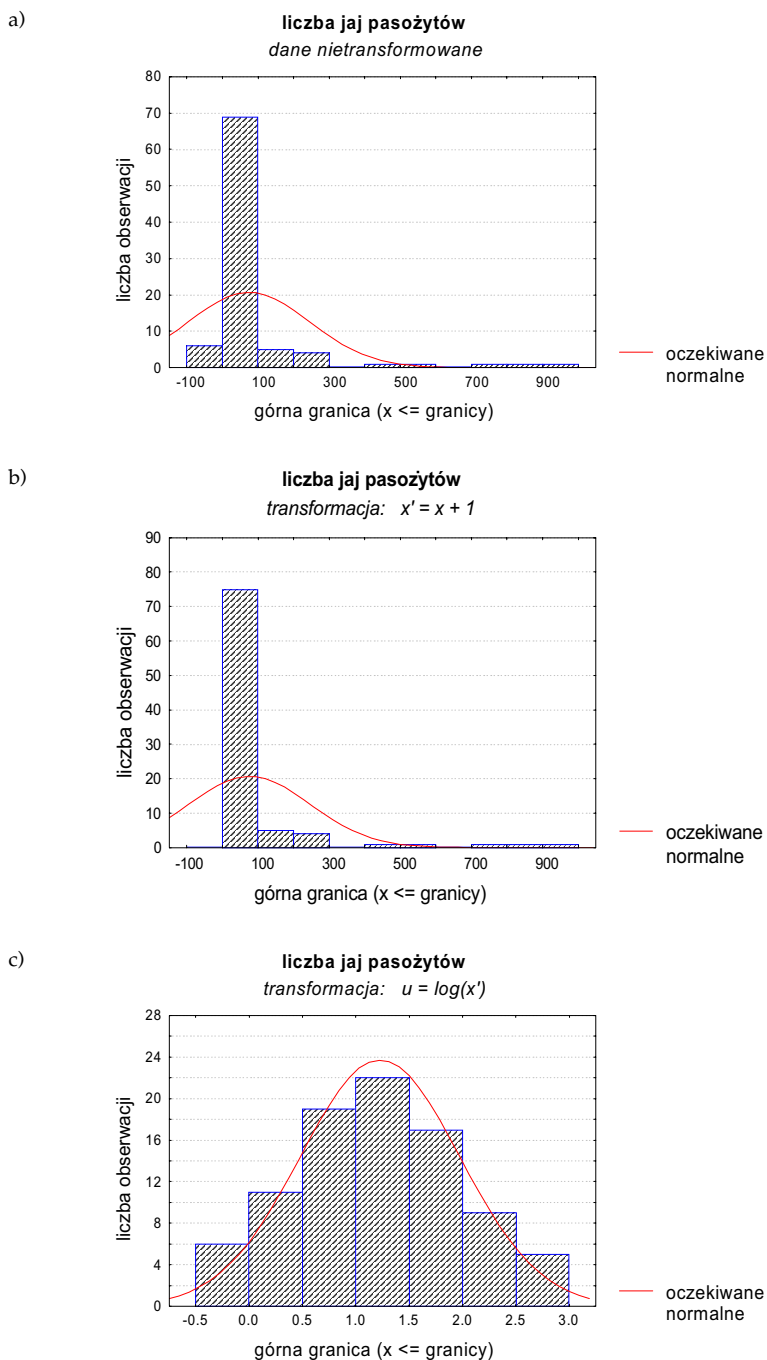 a)
liczba jaj pasożytów
dane nietransformowane
80
70
60
50
40
30
20
10
0
liczba obserwacji
-100 100 300 500 700 900
górna granica (x <= granicy)
oczekiwane
normalne
b)
liczba jaj pasożytów
transformacja: x' = x + 1
90
80
70
60
50
40
30
20
10
0
liczba obserwacji
-100 100 300 500 700 900
górna granica (x <= granicy)
oczekiwane
normalne
c)
liczba jaj pasożytów
transformacja: u = log(x')
28
24
20
16
12
8
4
0
liczba obserwacji
-0.5 0.0 0.5 1.0 1.5 2.0 2.5 3.0
górna granica (x <= granicy)
oczekiwane
normalne